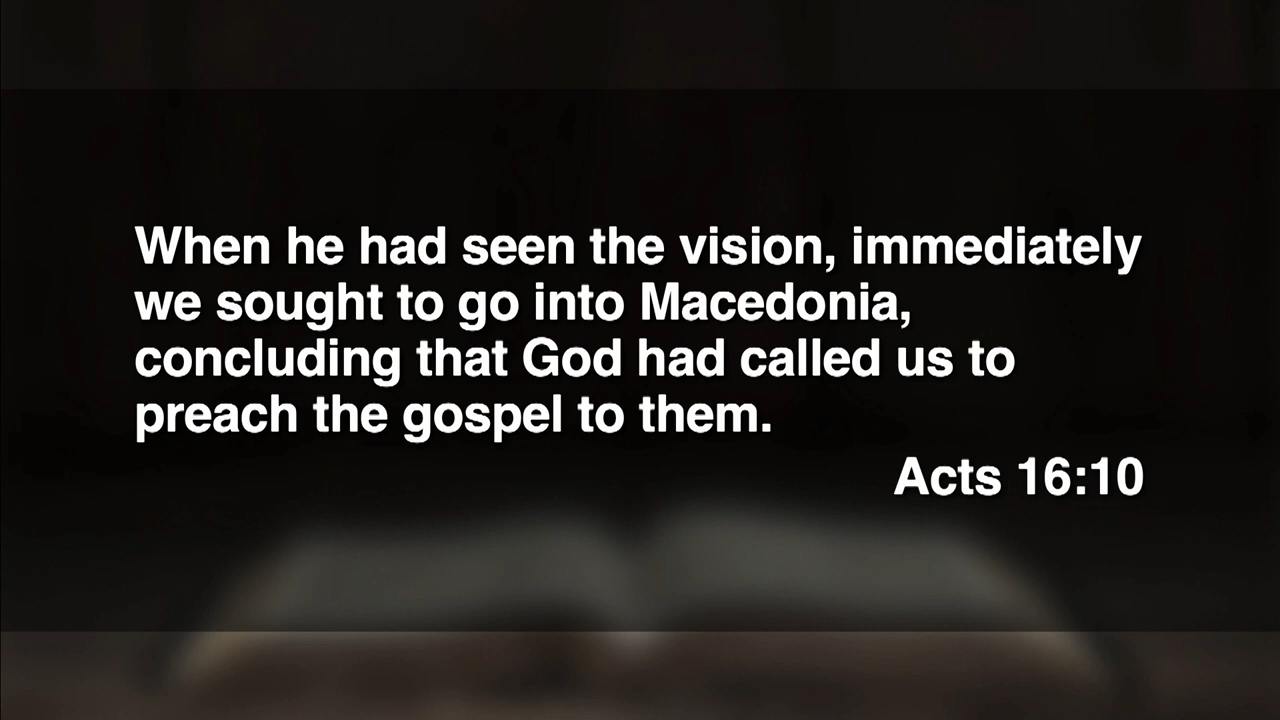 When he had seen the vision, immediately
we sought to go into Macedonia,
concluding that God had called us to
preach the gospel to them.
Acts 16:10